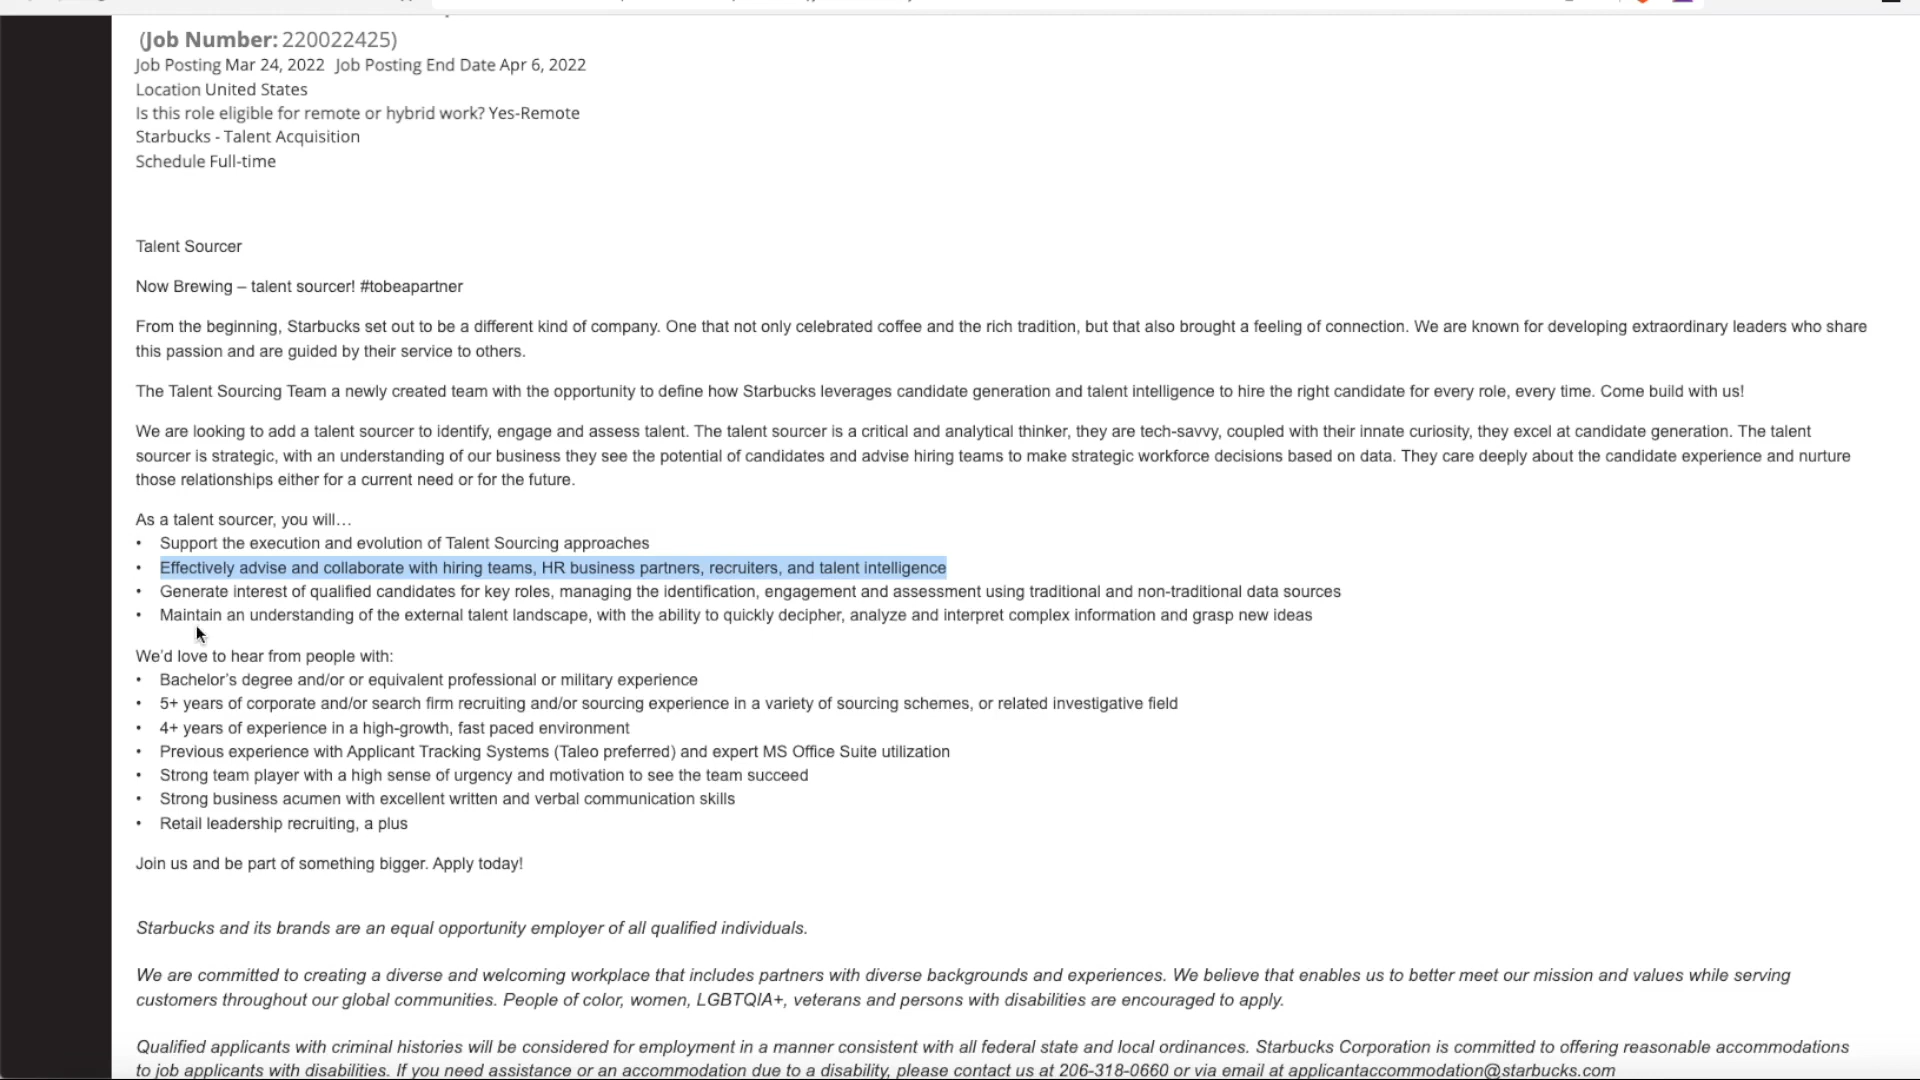 (Job Number: 220022425)
Job Posting Mar 24, 2022 Job Posting End Date Apr 6, 2022
Location United States
Is this role eligible for remote or hybrid work? Yes-Remote
Starbucks - Talent Acquisition
Schedule Full-time
Talent Sourcer
Now Brewing – talent sourcer! #tobeapartner
From the beginning, Starbucks set out to be a different kind of company. One that not only celebrated coffee and the rich tradition, but that also brought a feeling of connection. We are known for developing extraordinary leaders who share
this passion and are guided by their service to others.
The Talent Sourcing Team a newly created team with the opportunity to define how Starbucks leverages candidate generation and talent intelligence to hire the right candidate for every role, every time. Come build with us!
We are looking to add a talent sourcer to identify, engage and assess talent. The talent sourcer is a critical and analytical thinker, they are tech-savvy, coupled with their innate curiosity, they excel at candidate generation. The talent
sourcer is strategic, with an understanding of our business they see the potential of candidates and advise hiring teams to make strategic workforce decisions based on data. They care deeply about the candidate experience and nurture
those relationships either for a current need or for the future.
As a talent sourcer, you will…
• Support the execution and evolution of Talent Sourcing approaches
• Effectively advise and collaborate with hiring teams, HR business partners, recruiters, and talent intelligence
• Generate interest of qualified candidates for key roles, managing the identification, engagement and assessment using traditional and non-traditional data sources
• Maintain an understanding of the external talent landscape, with the ability to quickly decipher, analyze and interpret complex information and grasp new ideas
We’d love to hear from people with:
• Bachelor’s degree and/or or equivalent professional or military experience
• 5+ years of corporate and/or search firm recruiting and/or sourcing experience in a variety of sourcing schemes, or related investigative field
• 4+ years of experience in a high-growth, fast paced environment
• Previous experience with Applicant Tracking Systems (Taleo preferred) and expert MS Office Suite utilization
• Strong team player with a high sense of urgency and motivation to see the team succeed
• Strong business acumen with excellent written and verbal communication skills
• Retail leadership recruiting, a plus
Join us and be part of something bigger. Apply today!
Starbucks and its brands are an equal opportunity employer of all qualified individuals.
We are committed to creating a diverse and welcoming workplace that includes partners with diverse backgrounds and experiences. We believe that enables us to better meet our mission and values while serving
customers throughout our global communities. People of color, women, LGBTQIA+, veterans and persons with disabilities are encouraged to apply.
Qualified applicants with criminal histories will be considered for employment in a manner consistent with all federal state and local ordinances. Starbucks Corporation is committed to offering reasonable accommodations
to job applicants with disabilities. If you need assistance or an accommodation due to a disability, please contact us at 206-318-0660 or via email at applicantaccommodation@starbucks.com